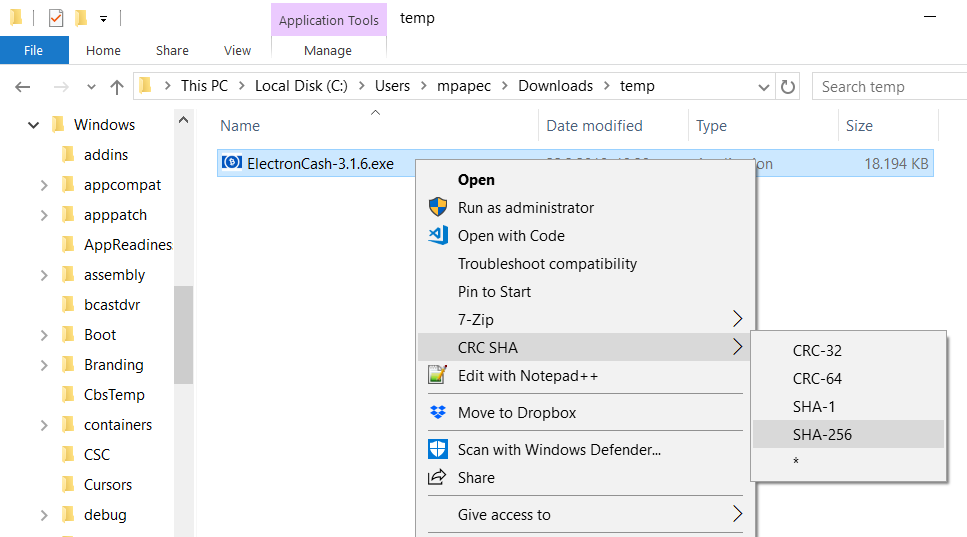 Application Tools
temp
File
Home
Share
View
Manage
This PC
Local Disk (C:)
Users
mpapec
Downloads
temp
Search temp
Windows
addins
appcompat
apppatch
AppReadines
assembly
bcastdvr
Boot
Branding
CbsTemp
containers
CSC
Cursors
debug
Name
Date modified
Type
Size
ElectronCash-3.1.6.exe
18.194 KB
Open
Run as administrator
Open with Code
Troubleshoot compatibility
Pin to Start
7-Zip
CRC SHA
Edit with Notepad++
Move to Dropbox
Scan with Windows Defender...
Share
Give access to
CRC-32
CRC-64
SHA-1
SHA-256
*